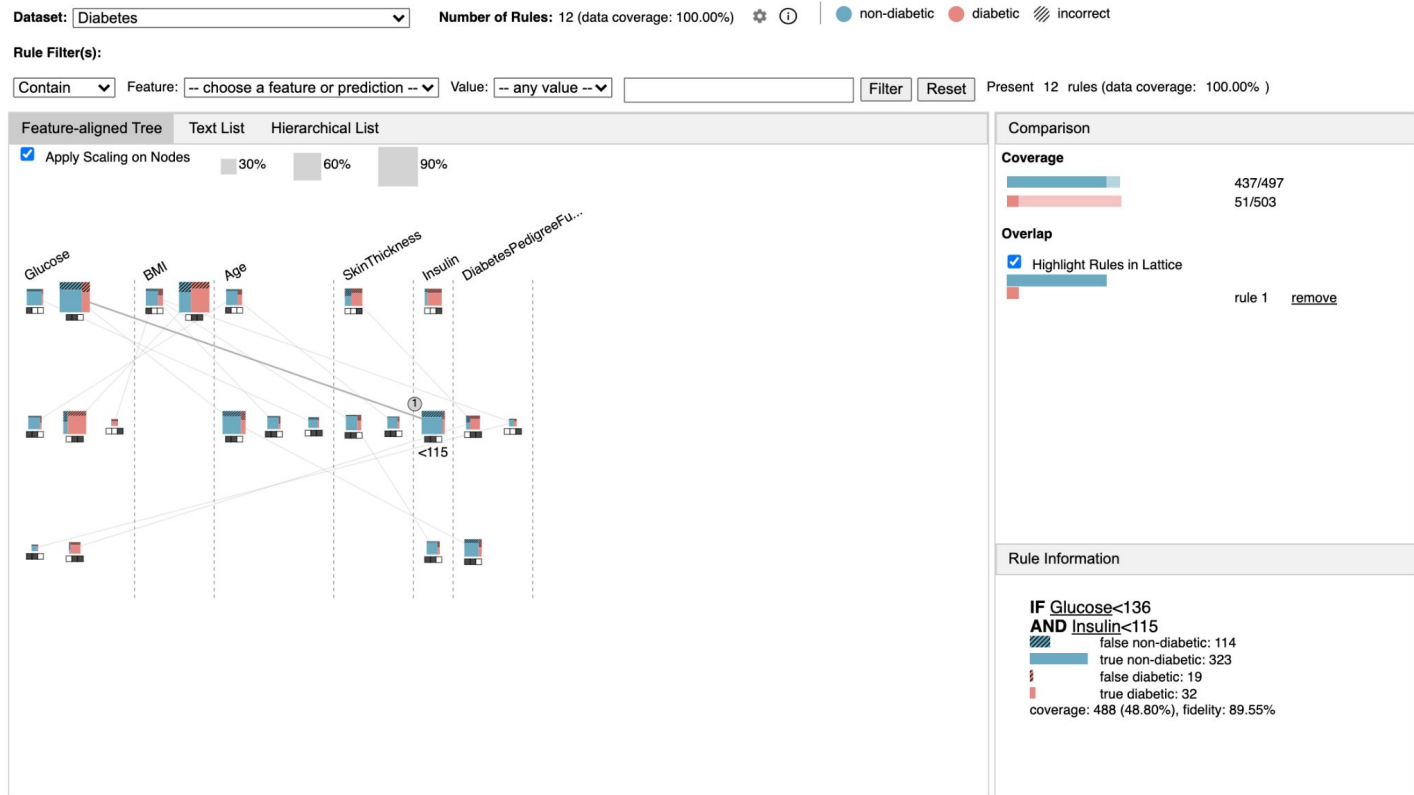 Dataset: Diabetes Number of Rules: 12 (data coverage: 100.00%) i non-diabetic diabetic incorrect
Rule Filter(s):
Contain Feature: -- choose a feature or prediction -- Value: -- any value -- Filter Reset Present 12 rules (data coverage: 100.00% )
Feature-aligned Tree Text List Hierarchical List
Apply Scaling on Nodes 30% 60% 90%
Glucose BMI Age SkinThickness Insulin DiabetesPedigreeFu...
1
<115
Comparison
Coverage
437/497
51/503
Overlap
Highlight Rules in Lattice
rule 1 remove
Rule Information
IF Glucose<136
AND Insulin<115
false non-diabetic: 114
true non-diabetic: 323
false diabetic: 19
true diabetic: 32
coverage: 488 (48.80%), fidelity: 89.55%